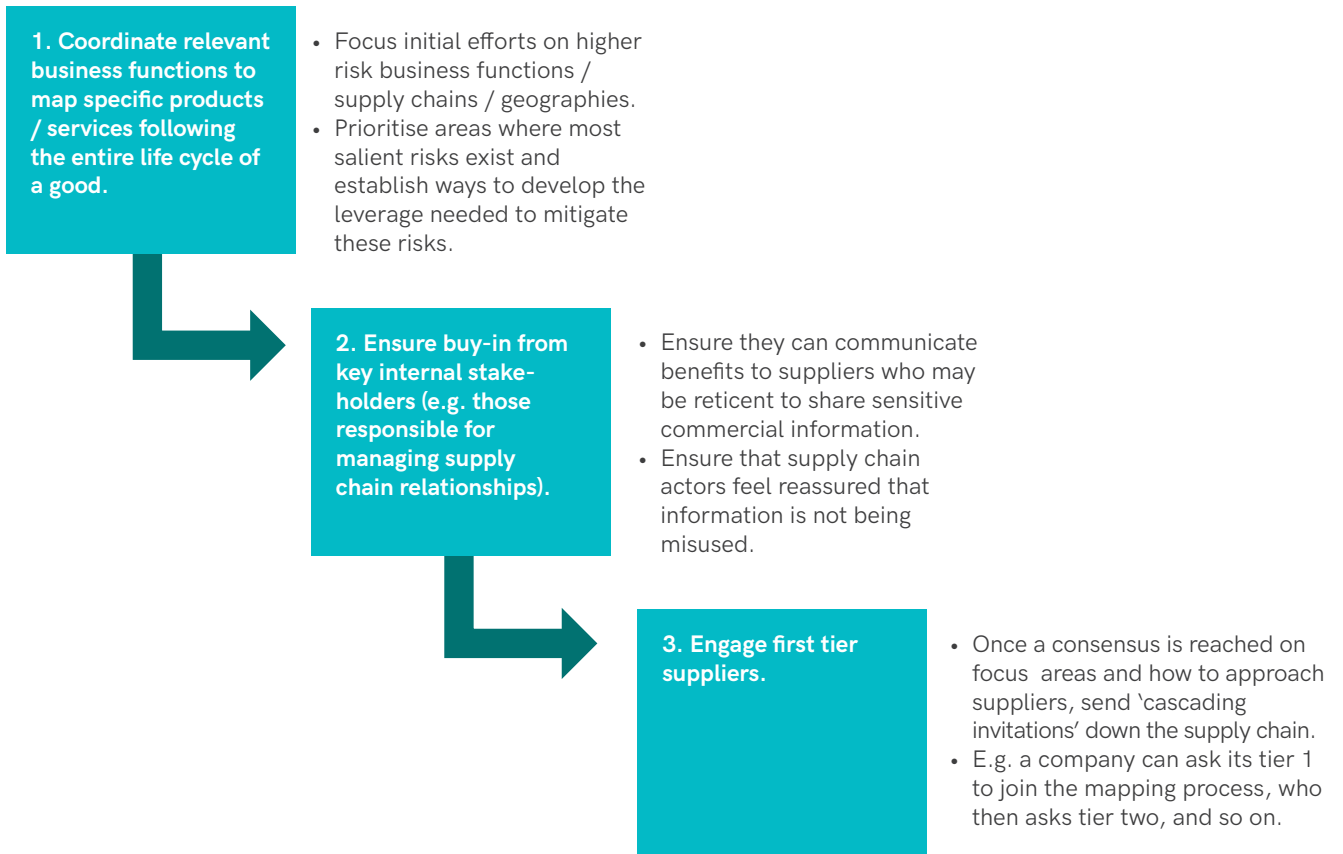 1. Coordinate relevant
business functions to
map specific products
/ services following
the entire life cycle of
a good.
• Focus initial efforts on higher
risk business functions /
supply chains / geographies.
• Prioritise areas where most
salient risks exist and
establish ways to develop the
leverage needed to mitigate
these risks.
2. Ensure buy-in from
key internal stake-
holders (e.g. those
responsible for
managing supply
chain relationships).
• Ensure they can communicate
benefits to suppliers who may
be reticent to share sensitive
commercial information.
• Ensure that supply chain
actors feel reassured that
information is not being
misused.
3. Engage first tier
suppliers.
• Once a consensus is reached on
focus areas and how to approach
suppliers, send ‘cascading
invitations’ down the supply chain.
• E.g. a company can ask its tier 1
to join the mapping process, who
then asks tier two, and so on.